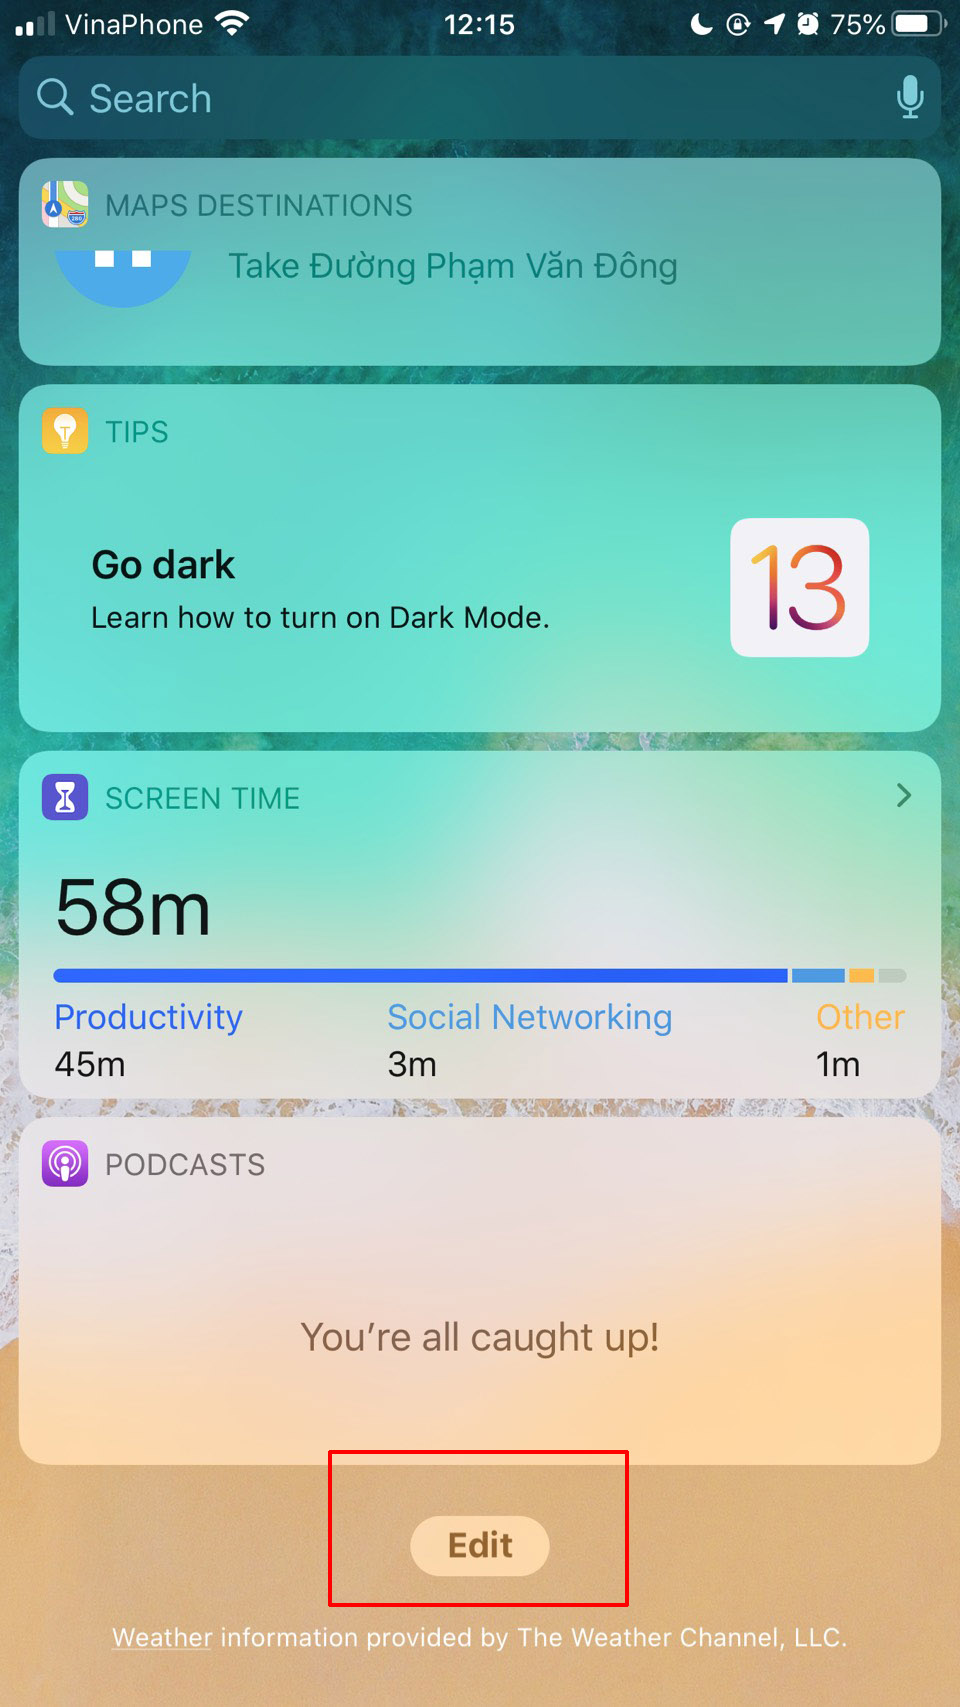 VinaPhone 12:15 75%
Search
MAPS DESTINATIONS
280
Take Đường Phạm Văn Đông
TIPS
Go dark
Learn how to turn on Dark Mode.
13
SCREEN TIME
58m
Productivity Social Networking Other
45m 3m 1m
PODCASTS
You're all caught up!
Edit
Weather information provided by The Weather Channel, LLC.